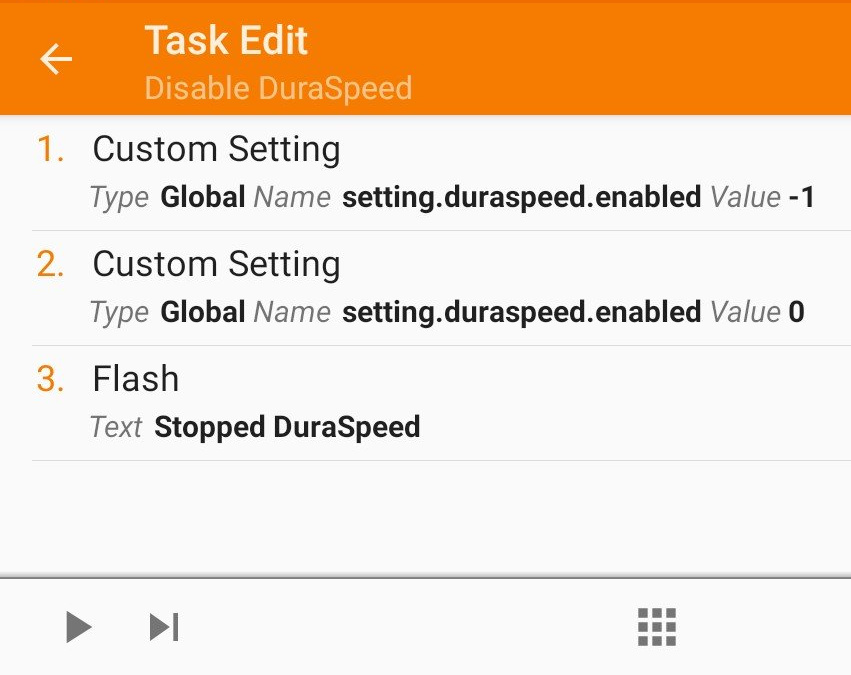 Task Edit
Disable DuraSpeed
1. Custom Setting
Type Global Name setting.duraspeed.enabled Value -1
2. Custom Setting
Type Global Name setting.duraspeed.enabled Value 0
3. Flash
Text Stopped DuraSpeed